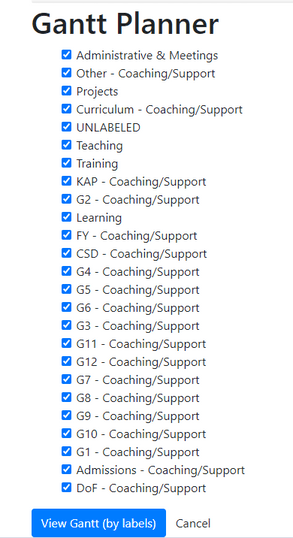 Gantt Planner
Administrative & Meetings
Other - Coaching/Support
Projects
Curriculum - Coaching/Support
UNLABELED
Teaching
Training
KAP - Coaching/Support
G2 - Coaching/Support
Learning
FY - Coaching/Support
CSD - Coaching/Support
G4 - Coaching/Support
G5 - Coaching/Support
G6 - Coaching/Support
G3 - Coaching/Support
G11 - Coaching/Support
G12 - Coaching/Support
G7 - Coaching/Support
G8 - Coaching/Support
G9 - Coaching/Support
G10 - Coaching/Support
G1 - Coaching/Support
Admissions - Coaching/Support
DoF - Coaching/Support
View Gantt (by labels) Cancel